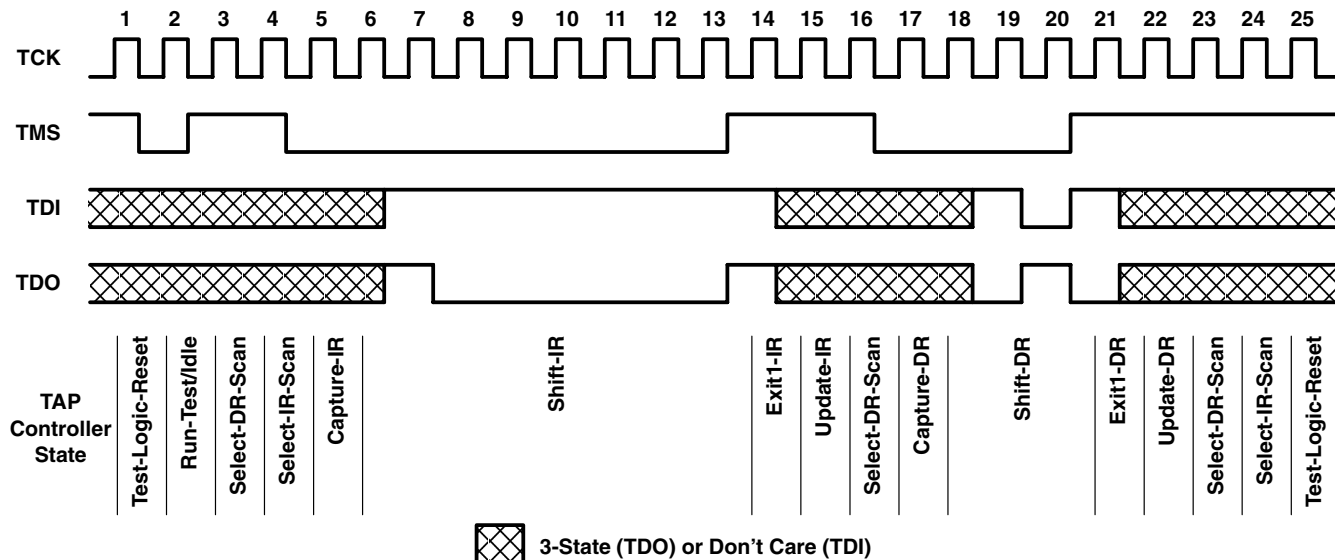 1 2 3 4 5 6 7 8 9 10 11 12 13 14 15 16 17 18 19 20 21 22 23 24 25
TCK
TMS
TDI
TDO
TAP
Controller
State
Test-Logic-Reset
Run-Test/Idle
Select-DR-Scan
Select-IR-Scan
Capture-IR
Shift-IR
Exit1-IR
Update-IR
Select-DR-Scan
Capture-DR
Shift-DR
Exit1-DR
Update-DR
Select-DR-Scan
Select-IR-Scan
Test-Logic-Reset
3-State (TDO) or Don’t Care (TDI)